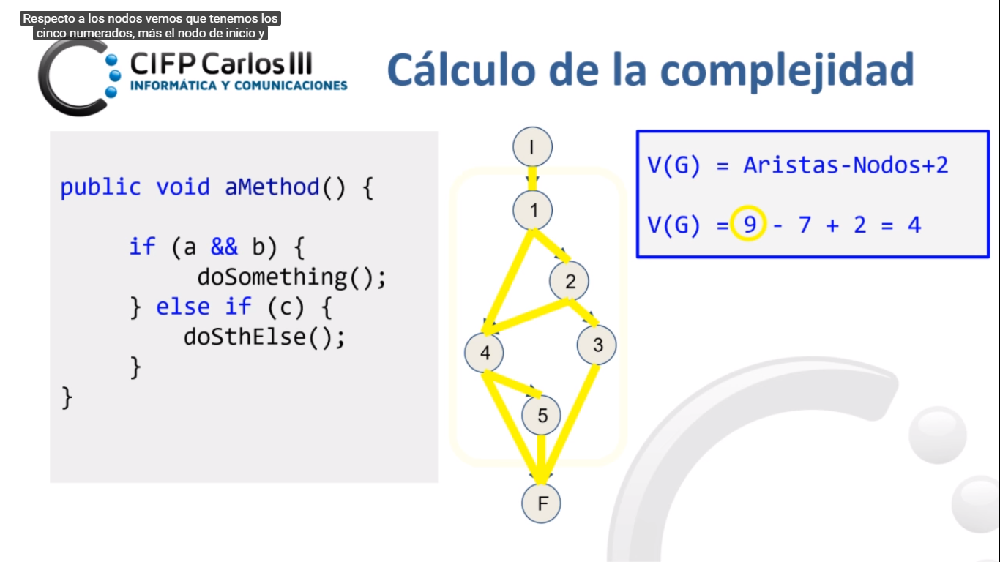 Respecto a los nodos vemos que tenemos los
cinco numerados, más el nodo de inicio y
CIFP Carlos III
INFORMÁTICA Y COMUNICACIONES
Cálculo de la complejidad
public void aMethod() {
if (a && b) {
doSomething();
} else if (c) {
doSthElse();
}
}
I
1
2
3
4
5
F
V(G) = Aristas-Nodos+2
V(G) = 9 - 7 + 2 = 4